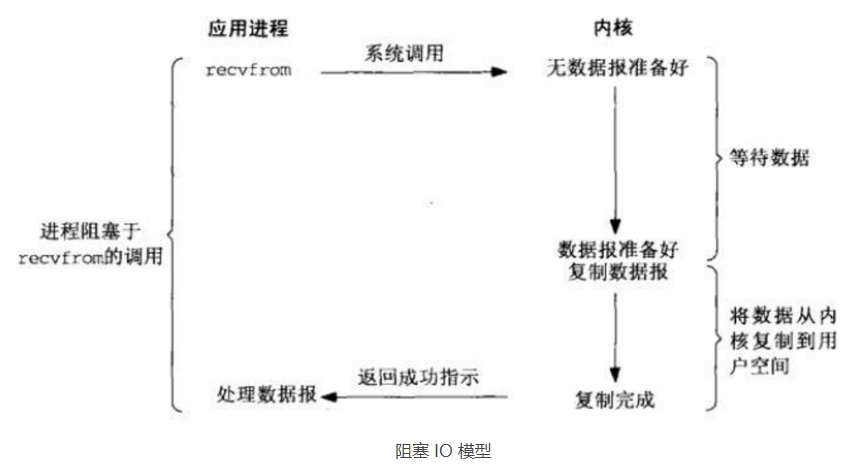 应用进程
内核
系统调用
recvfrom
无数据报准备好
等待数据
进程阻塞于
recvfrom的调用
数据报准备好
复制数据报
将数据从内
核复制到用
户空间
返回成功指示
处理数据报
复制完成
阻塞 IO 模型